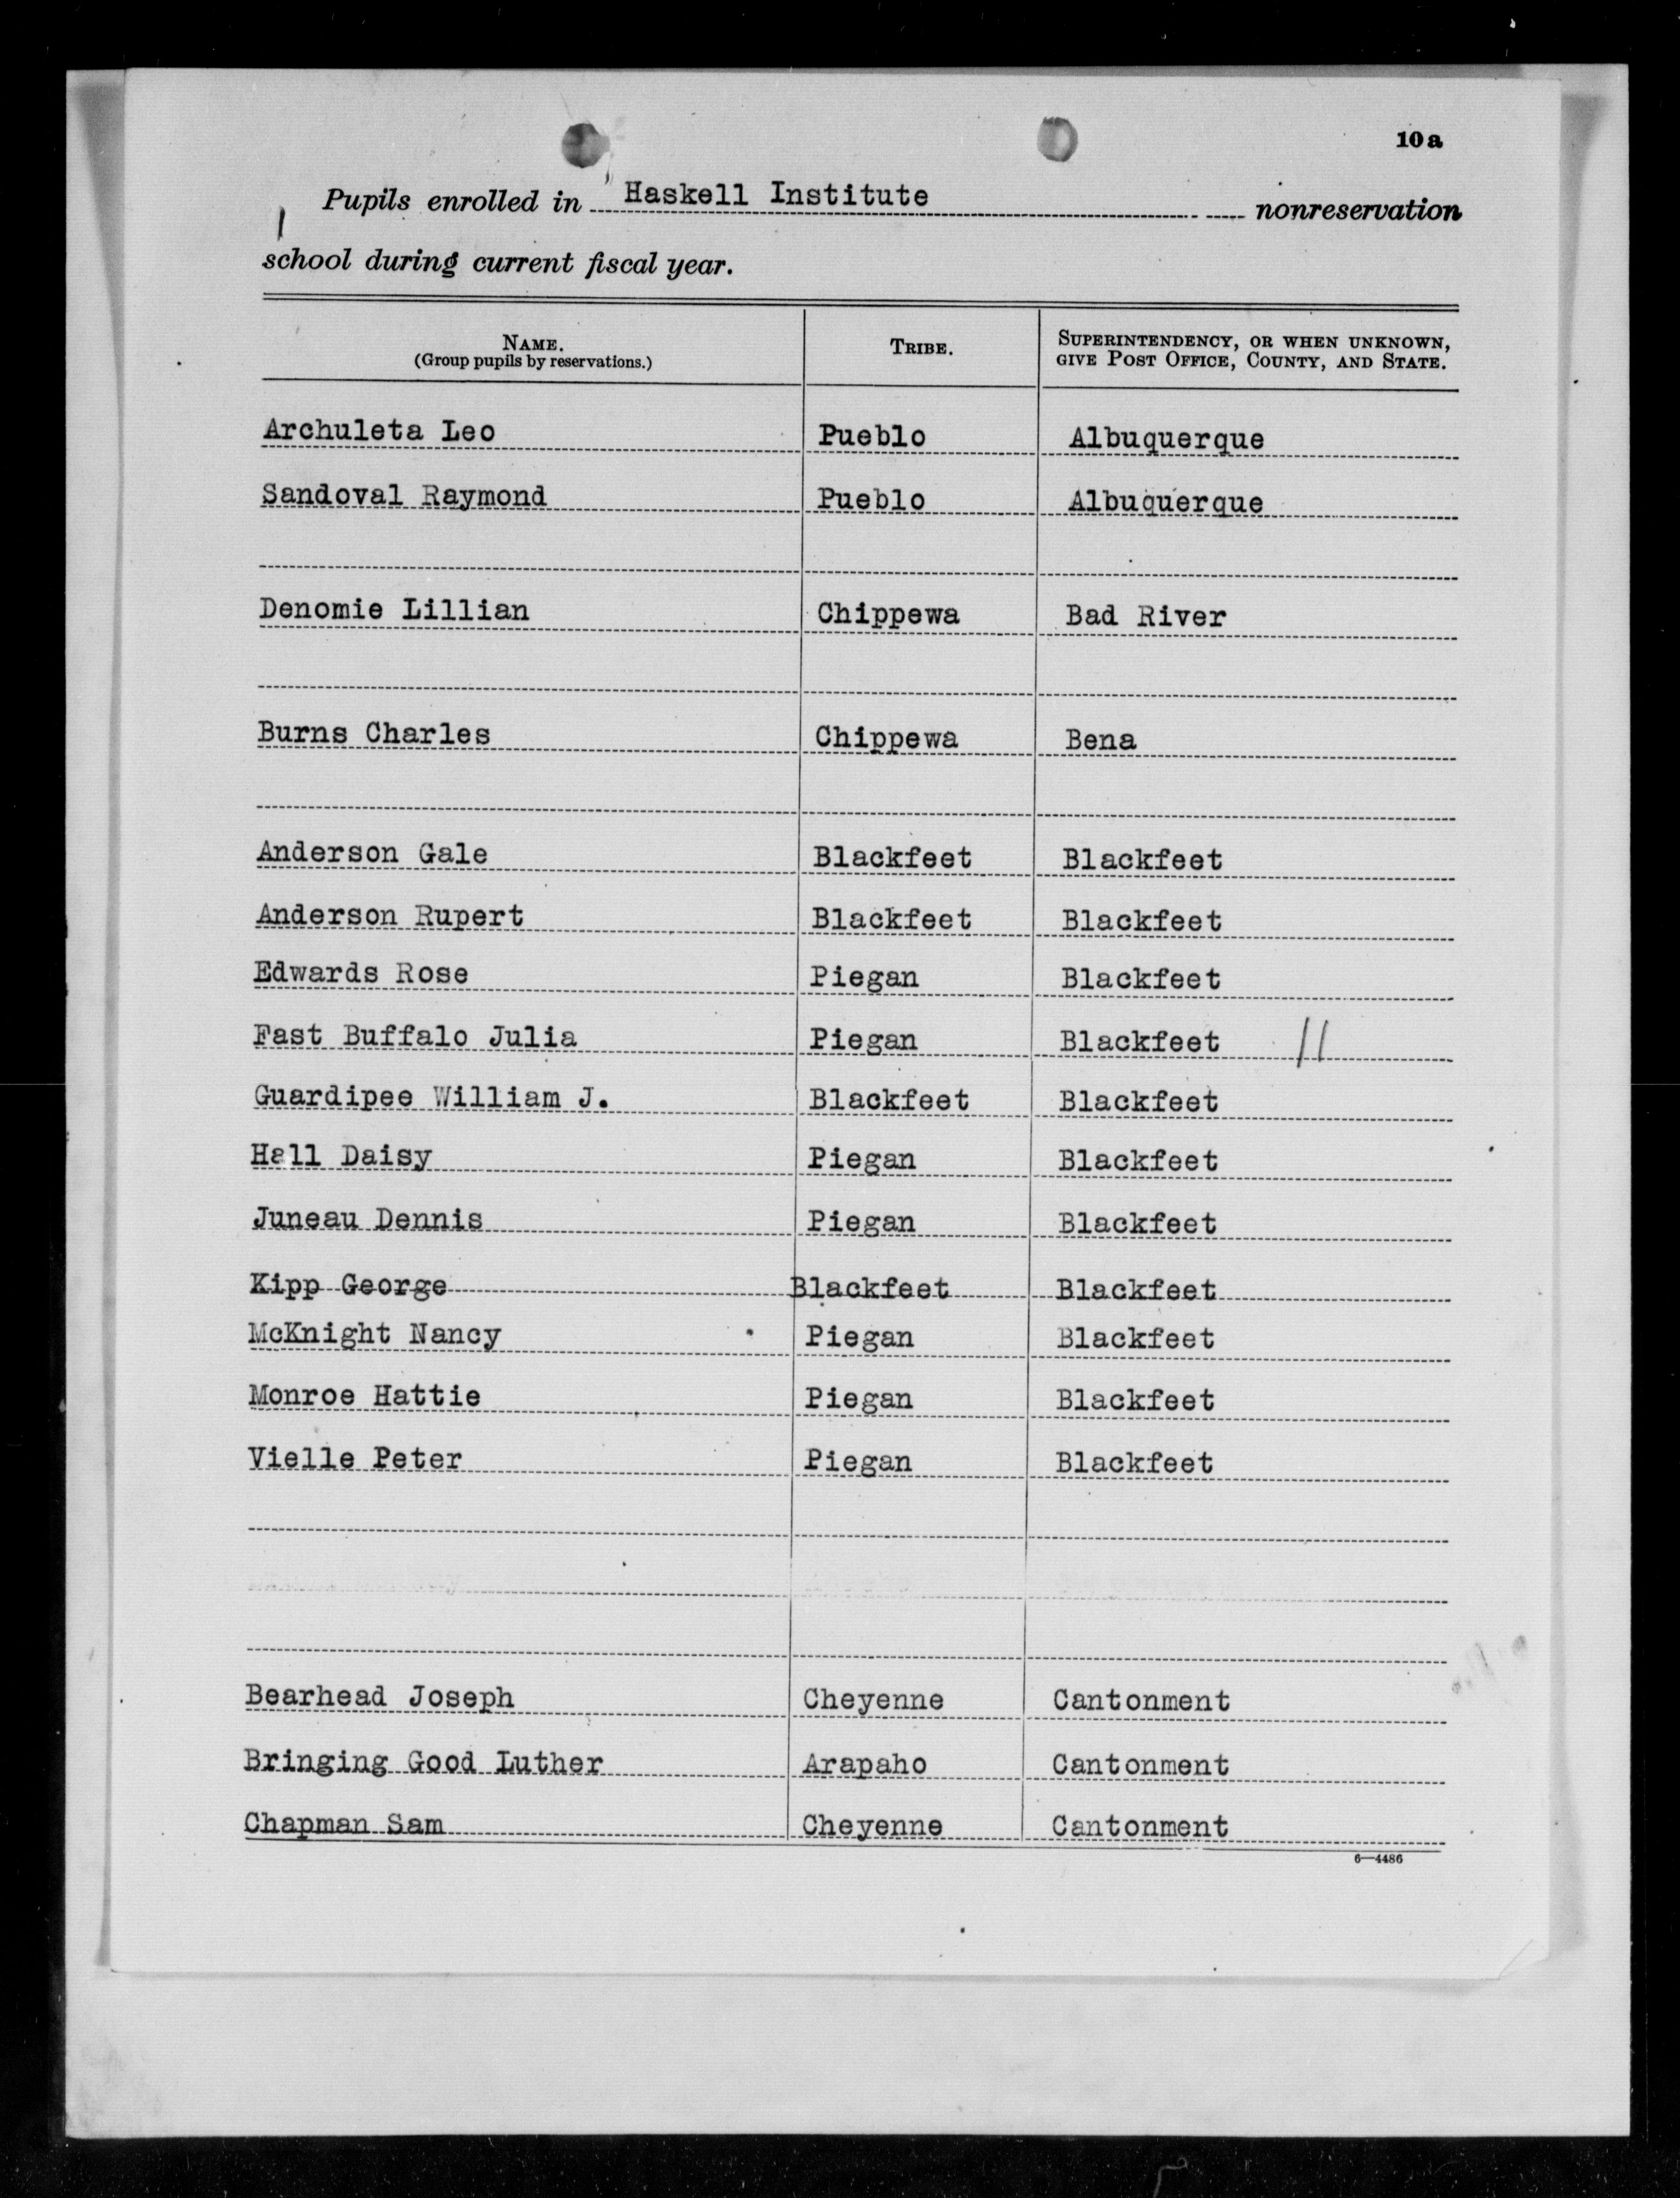 10 a
Pupils enrolled in Haskell Institute nonreservation
school during current fiscal year.
NAME. TRIBE. SUPERINTENDENCY, OR WHEN UNKNOWN,
(Group pupils by reservations.) GIVE POST OFFICE, COUNTY, AND STATE.
Archuleta Leo Pueblo Albuquerque
Sandoval Raymond Pueblo Albuquerque
Denomie Lillian Chippewa Bad River
Burns Charles Chippewa Bena
Anderson Gale Blackfeet Blackfeet
Anderson Rupert Blackfeet Blackfeet
Edwards Rose Piegan Blackfeet
Fast Buffalo Julia Piegan Blackfeet 11
Guardipee William J. Blackfeet Blackfeet
Hall Daisy Piegan Blackfeet
Juneau Dennis Piegan Blackfeet
Kipp George Blackfeet Blackfeet
McKnight Nancy Piegan Blackfeet
Monroe Hattie Piegan Blackfeet
Vielle Peter Piegan Blackfeet
Bearhead Joseph Cheyenne Cantonment
Bringing Good Luther Arapaho Cantonment
Chapman Sam Cheyenne Cantonment
6—4486